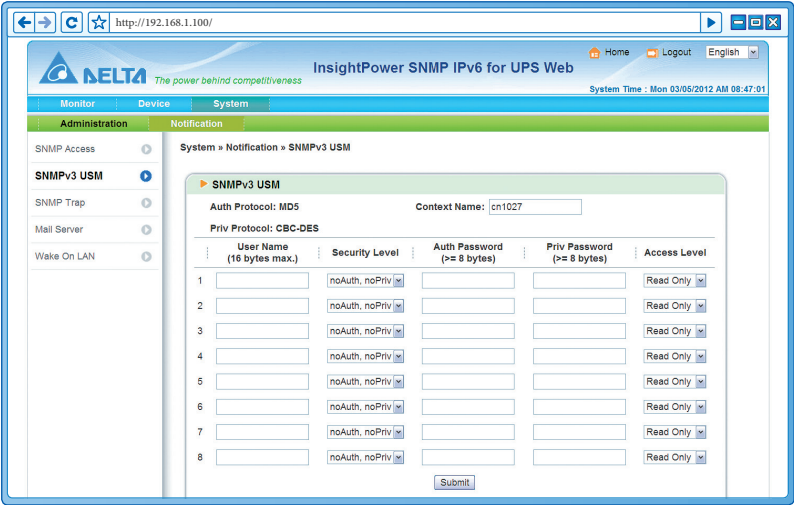 http://192.168.1.100/
Home
Logout
English
DELTA The power behind competitiveness
InsightPower SNMP IPv6 for UPS Web
System Time : Mon 03/05/2012 AM 08:47:01
Monitor Device System
Administration Notification
SNMP Access
SNMPv3 USM
SNMP Trap
Mail Server
Wake On LAN
System » Notification » SNMPv3 USM
SNMPv3 USM
Auth Protocol: MD5 Context Name: cn1027
Priv Protocol: CBC-DES
User Name (16 bytes max.) Security Level Auth Password (>= 8 bytes) Priv Password (>= 8 bytes) Access Level
1 noAuth, noPriv Read Only
2 noAuth, noPriv Read Only
3 noAuth, noPriv Read Only
4 noAuth, noPriv Read Only
5 noAuth, noPriv Read Only
6 noAuth, noPriv Read Only
7 noAuth, noPriv Read Only
8 noAuth, noPriv Read Only
Submit